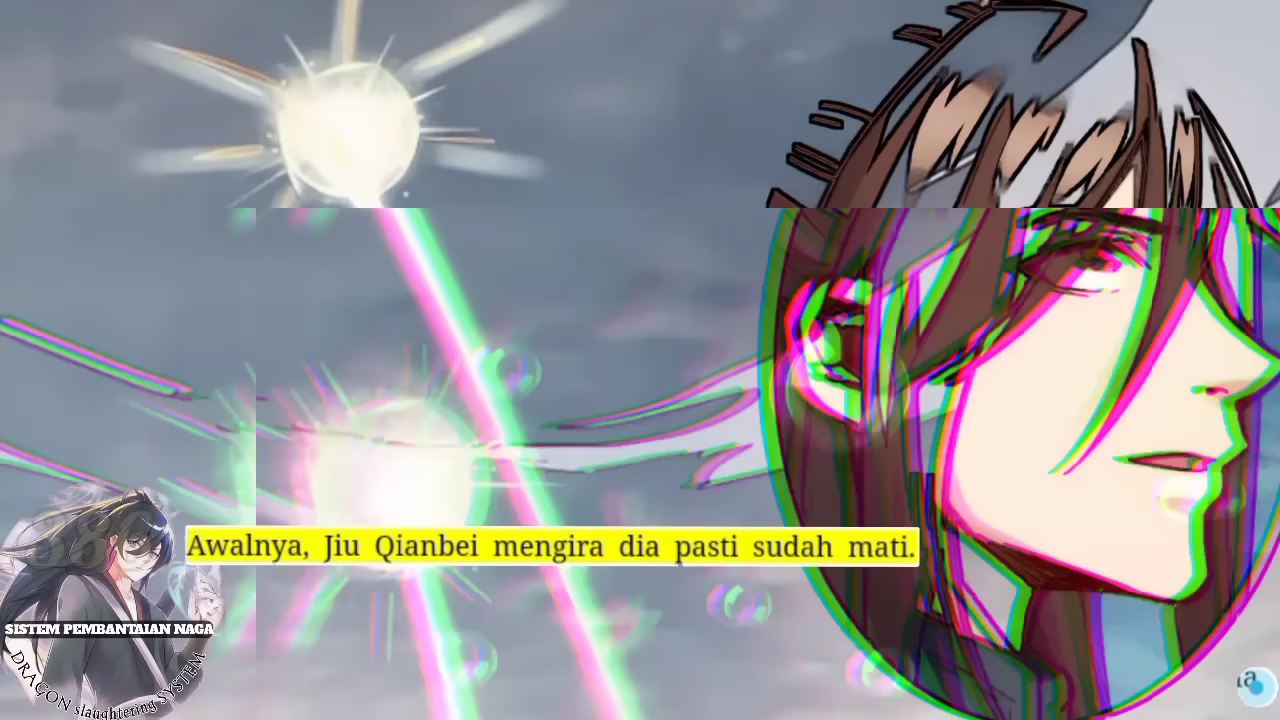 Awalnya, Jiu Qianbei mengira dia pasti sudah mati.
SISTEM PEMBANTAIAN NAGA
DRAGON slaughtering SYSTEM